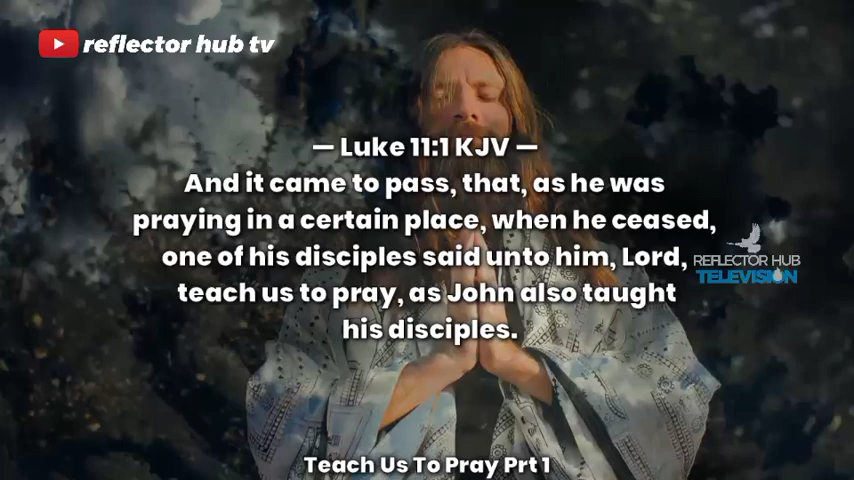 reflector hub tv
— Luke 11:1 KJV —
And it came to pass, that, as he was
praying in a certain place, when he ceased,
one of his disciples said unto him, Lord,
teach us to pray, as John also taught
his disciples.
REFLECTOR HUB
TELEVISION
Teach Us To Pray Prt 1